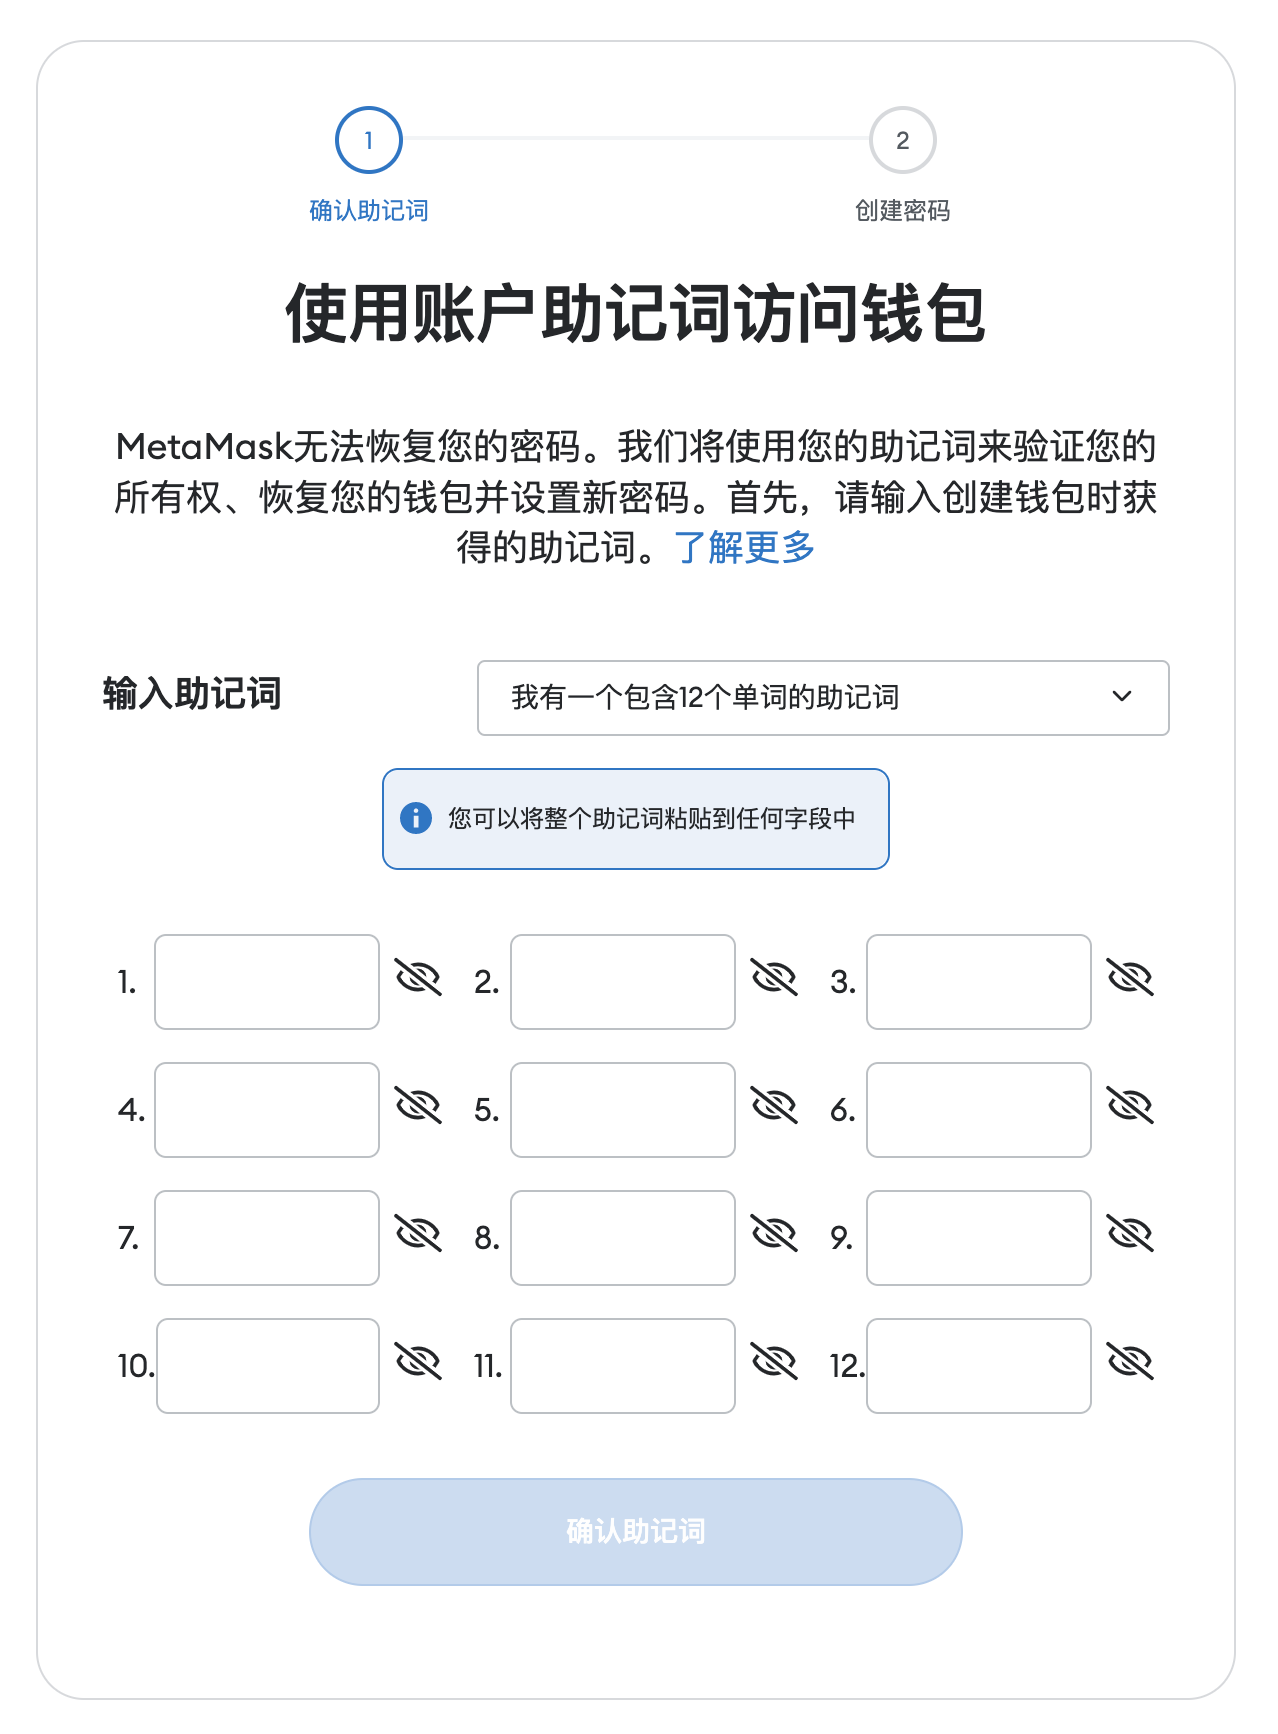 1
2
确认助记词
创建密码
使用账户助记词访问钱包
MetaMask无法恢复您的密码。我们将使用您的助记词来验证您的
所有权、恢复您的钱包并设置新密码。首先，请输入创建钱包时获
得的助记词。了解更多
输入助记词
我有一个包含12个单词的助记词
您可以将整个助记词粘贴到任何字段中
1.
2.
3.
4.
5.
6.
7.
8.
9.
10.
11.
12.
确认助记词